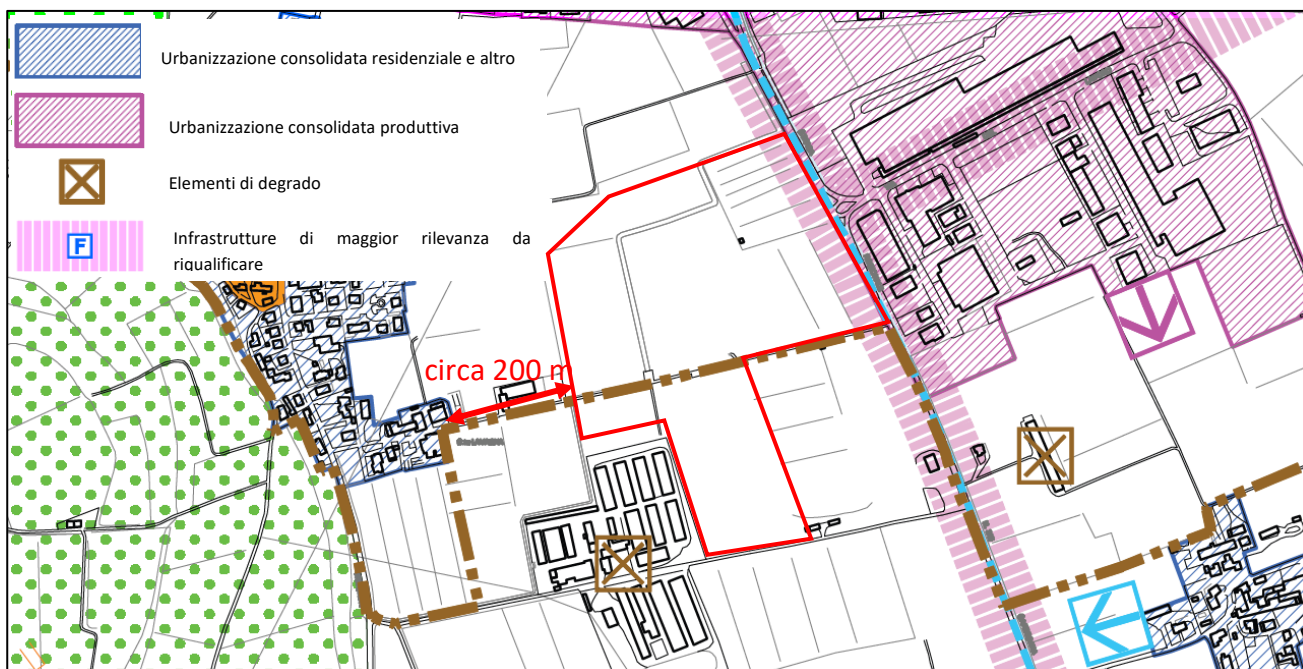 Urbanizzazione consolidata residenziale e altro
Urbanizzazione consolidata produttiva
Elementi di degrado
F
Infrastrutture di maggior rilevanza da
riqualificare
circa 200 m